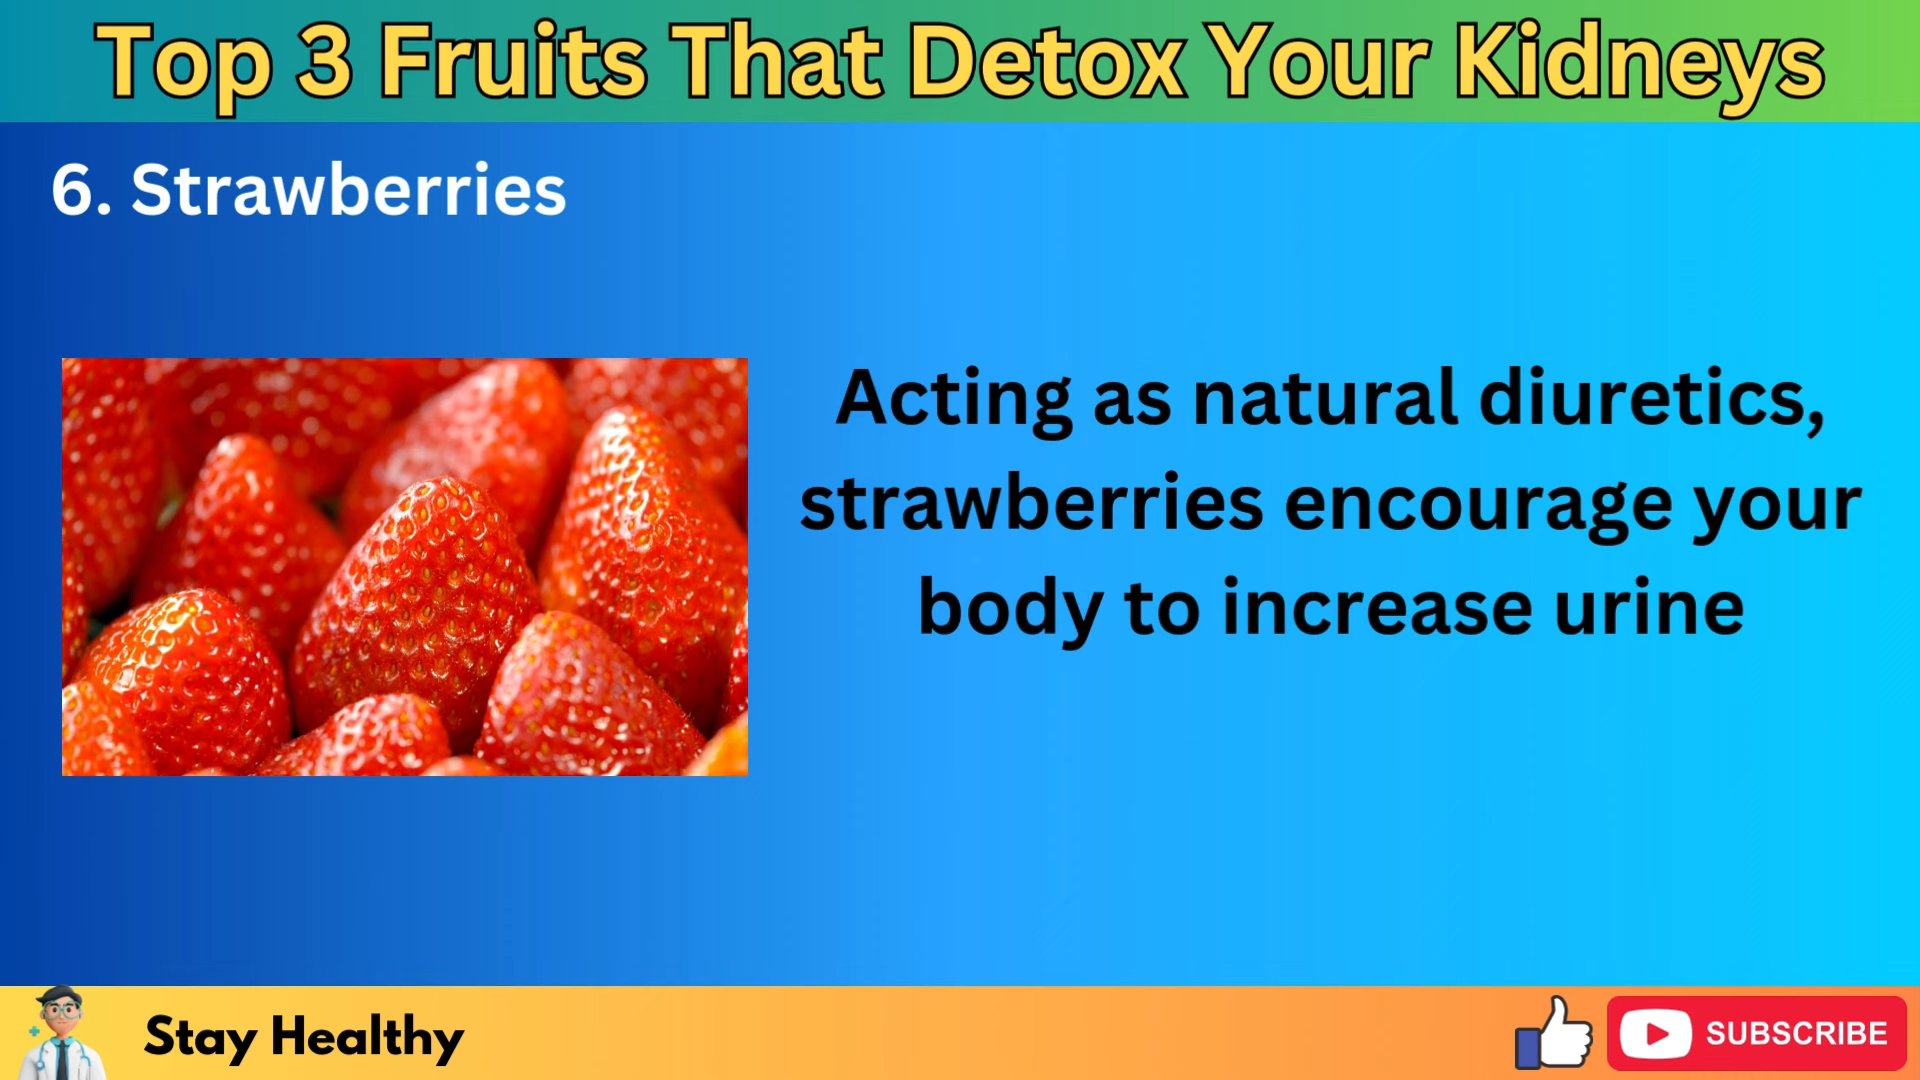 Top 3 Fruits That Detox Your Kidneys
6. Strawberries
Acting as natural diuretics,
strawberries encourage your
body to increase urine
Stay Healthy
SUBSCRIBE